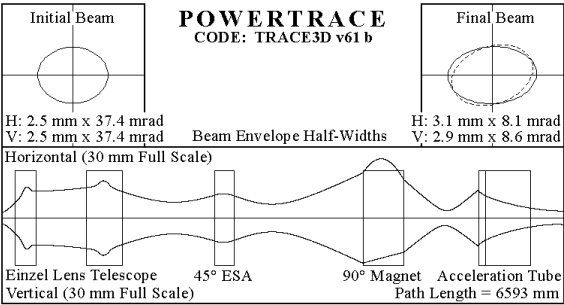 Initial Beam
H: 2.5 mm x 37.4 mrad
V: 2.5 mm x 37.4 mrad
POWERTRACE
CODE: TRACE3D v61 b
Beam Envelope Half-Widths
Final Beam
H: 3.1 mm x 8.1 mrad
V: 2.9 mm x 8.6 mrad
Horizontal (30 mm Full Scale)
Einzel Lens Telescope
45° ESA
90° Magnet
Acceleration Tube
Vertical (30 mm Full Scale)
Path Length = 6593 mm